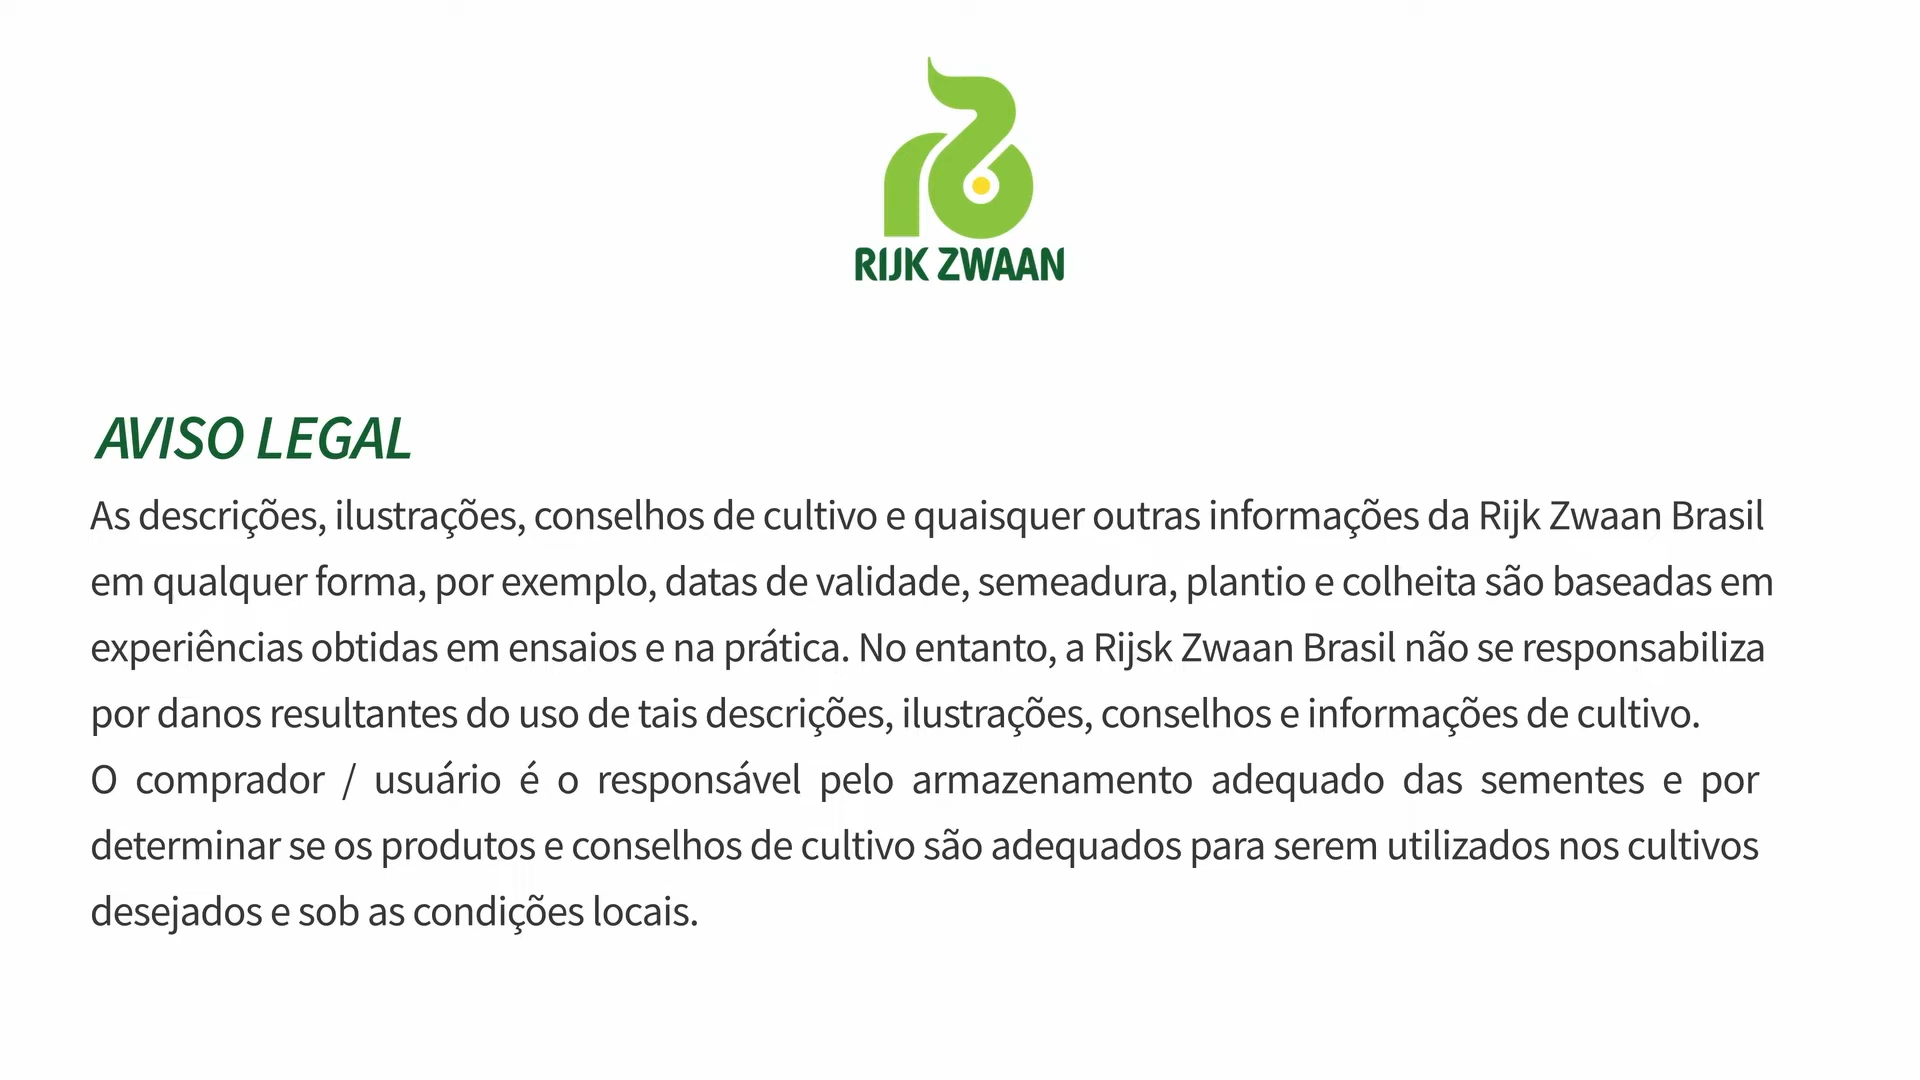 RIJK ZWAAN
AVISO LEGAL
As descrições, ilustrações, conselhos de cultivo e quaisquer outras informações da Rijk Zwaan Brasil
em qualquer forma, por exemplo, datas de validade, semeadura, plantio e colheita são baseadas em
experiências obtidas em ensaios e na prática. No entanto, a Rijsk Zwaan Brasil não se responsabiliza
por danos resultantes do uso de tais descrições, ilustrações, conselhos e informações de cultivo.
O comprador / usuário é o responsável pelo armazenamento adequado das sementes e por
determinar se os produtos e conselhos de cultivo são adequados para serem utilizados nos cultivos
desejados e sob as condições locais.